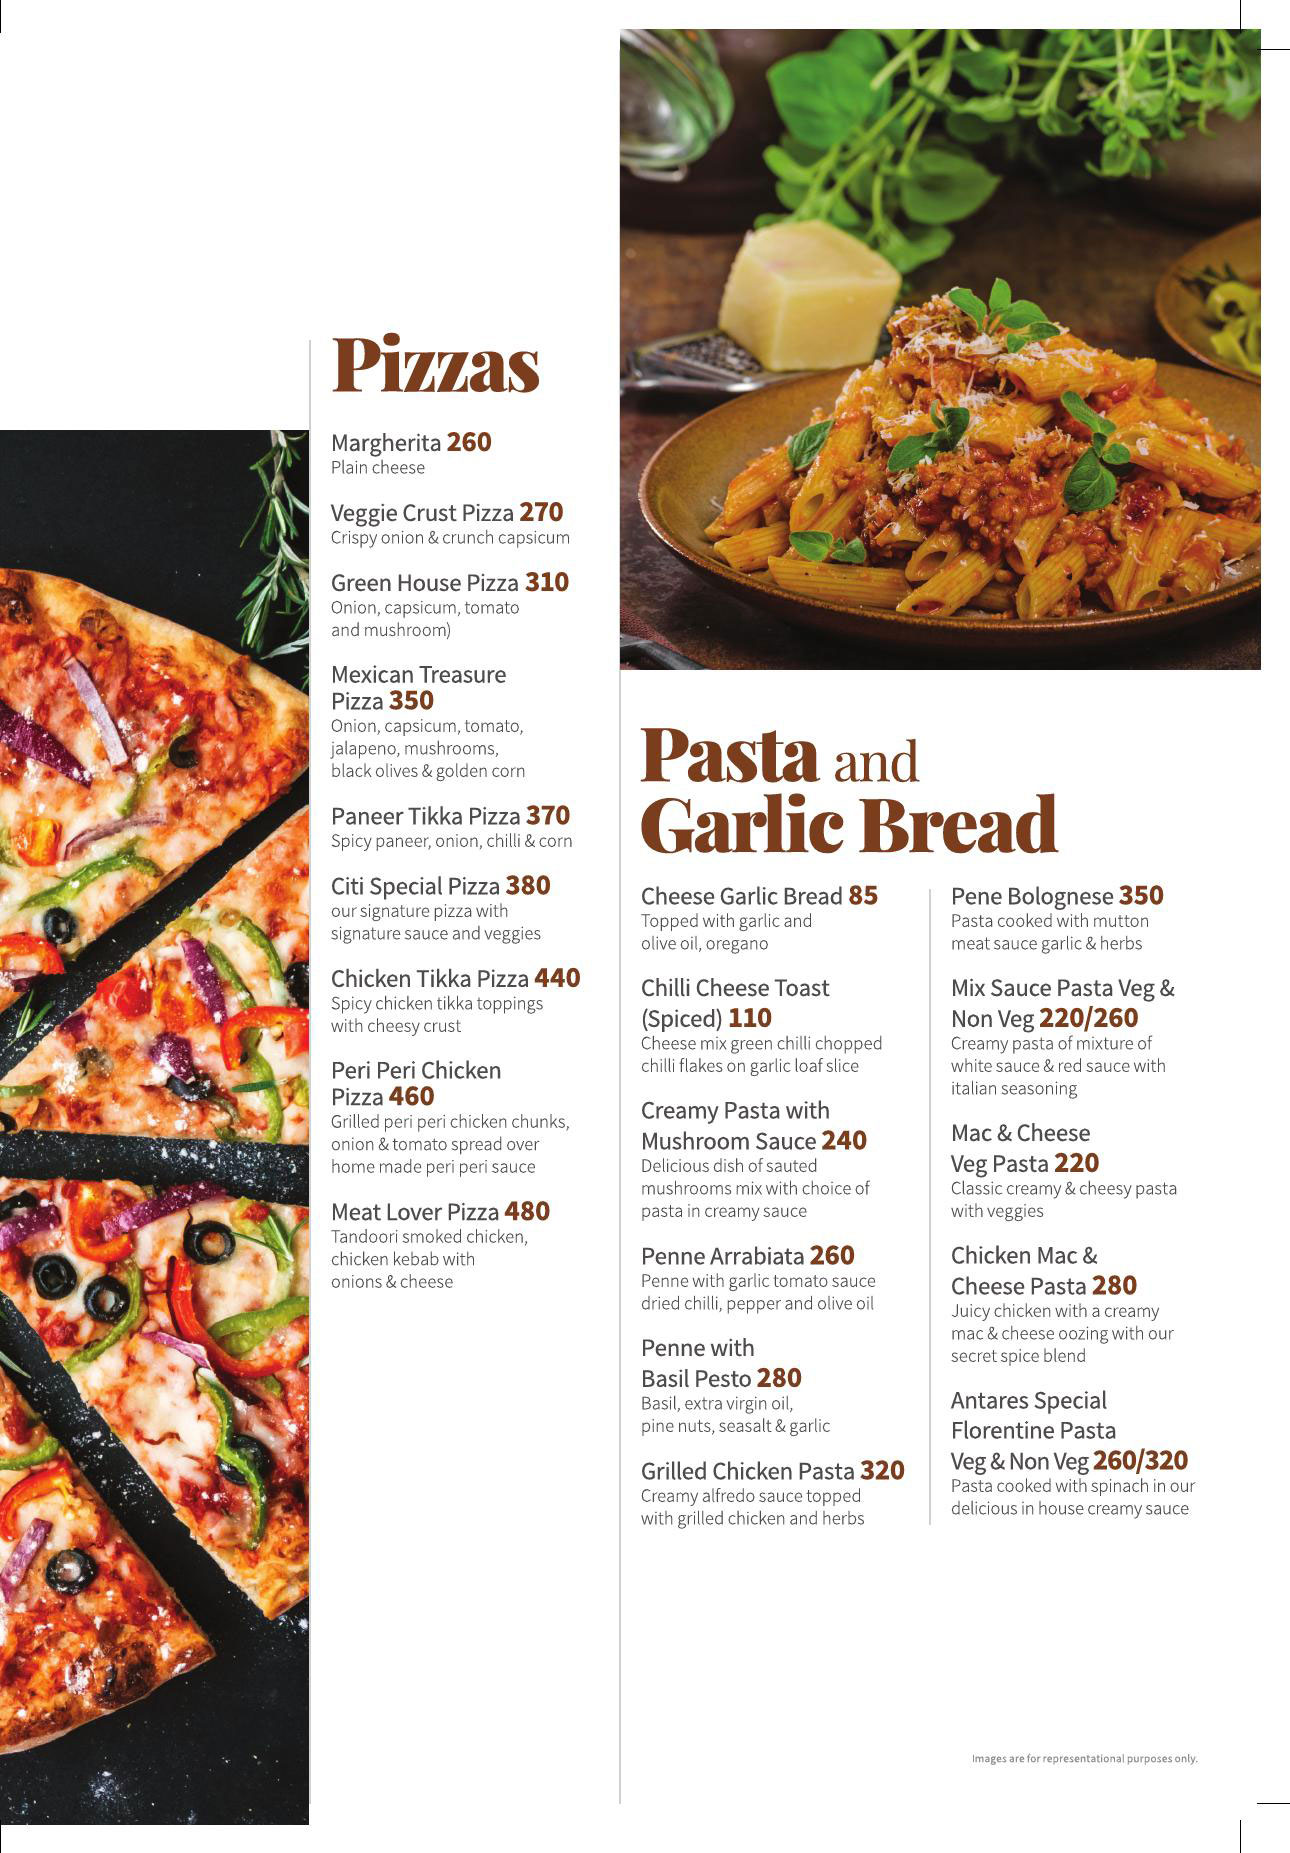 Pizzas
Margherita 260
Plain cheese
Veggie Crust Pizza 270
Crispy onion & crunch capsicum
Green House Pizza 310
Onion, capsicum, tomato
and mushroom)
Mexican Treasure
Pizza 350
Onion, capsicum, tomato,
jalapeno, mushrooms,
black olives & golden corn
Paneer Tikka Pizza 370
Spicy paneer, onion, chilli & corn
Citi Special Pizza 380
our signature pizza with
signature sauce and veggies
Chicken Tikka Pizza 440
Spicy chicken tikka toppings
with cheesy crust
Peri Peri Chicken
Pizza 460
Grilled peri peri chicken chunks,
onion & tomato spread over
home made peri peri sauce
Meat Lover Pizza 480
Tandoori smoked chicken,
chicken kebab with
onions & cheese
Pasta and
Garlic Bread
Cheese Garlic Bread 85
Topped with garlic and
olive oil, oregano
Chilli Cheese Toast
(Spiced) 110
Cheese mix green chilli chopped
chilli flakes on garlic loaf slice
Creamy Pasta with
Mushroom Sauce 240
Delicious dish of sauted
mushrooms mix with choice of
pasta in creamy sauce
Penne Arrabiata 260
Penne with garlic tomato sauce
dried chilli, pepper and olive oil
Penne with
Basil Pesto 280
Basil, extra virgin oil,
pine nuts, seasalt & garlic
Grilled Chicken Pasta 320
Creamy alfredo sauce topped
with grilled chicken and herbs
Pene Bolognese 350
Pasta cooked with mutton
meat sauce garlic & herbs
Mix Sauce Pasta Veg &
Non Veg 220/260
Creamy pasta of mixture of
white sauce & red sauce with
italian seasoning
Mac & Cheese
Veg Pasta 220
Classic creamy & cheesy pasta
with veggies
Chicken Mac &
Cheese Pasta 280
Juicy chicken with a creamy
mac & cheese oozing with our
secret spice blend
Antares Special
Florentine Pasta
Veg & Non Veg 260/320
Pasta cooked with spinach in our
delicious in house creamy sauce
Images are for representational purposes only.